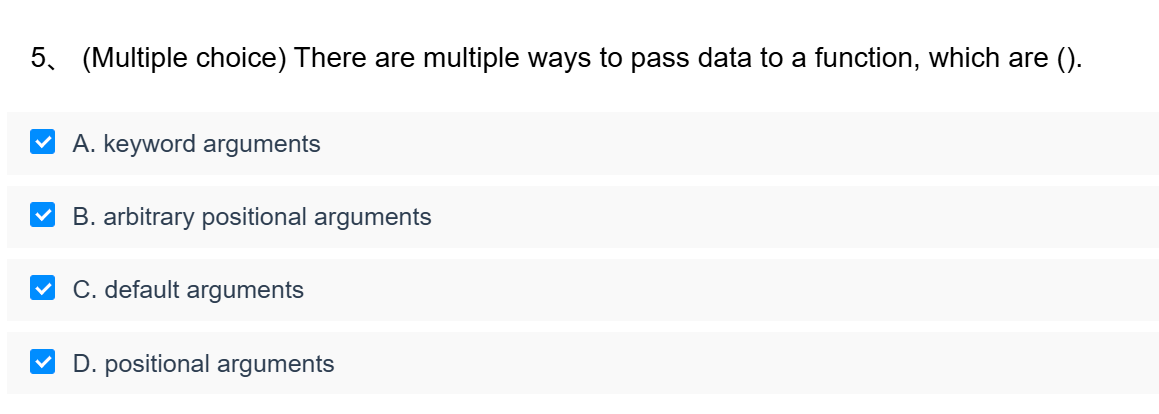 5、 (Multiple choice) There are multiple ways to pass data to a function, which are ().
A. keyword arguments
B. arbitrary positional arguments
C. default arguments
D. positional arguments